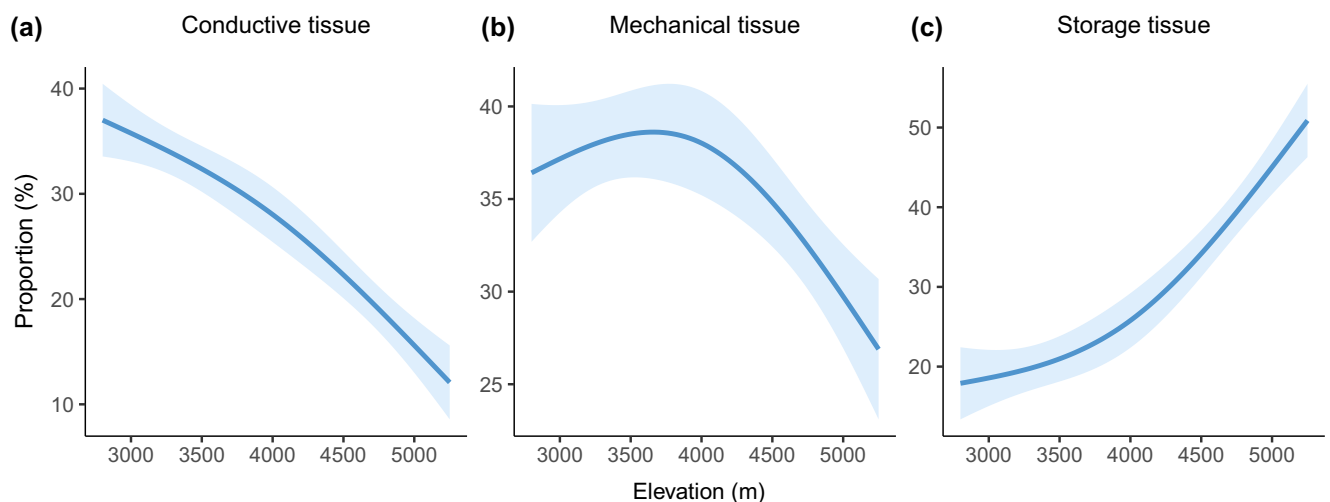 (a) Conductive tissue
(b) Mechanical tissue
(c) Storage tissue
Proportion (%)
40
30
20
10
3000 3500 4000 4500 5000
40
35
30
25
3000 3500 4000 4500 5000
50
40
30
20
3000 3500 4000 4500 5000
Elevation (m)